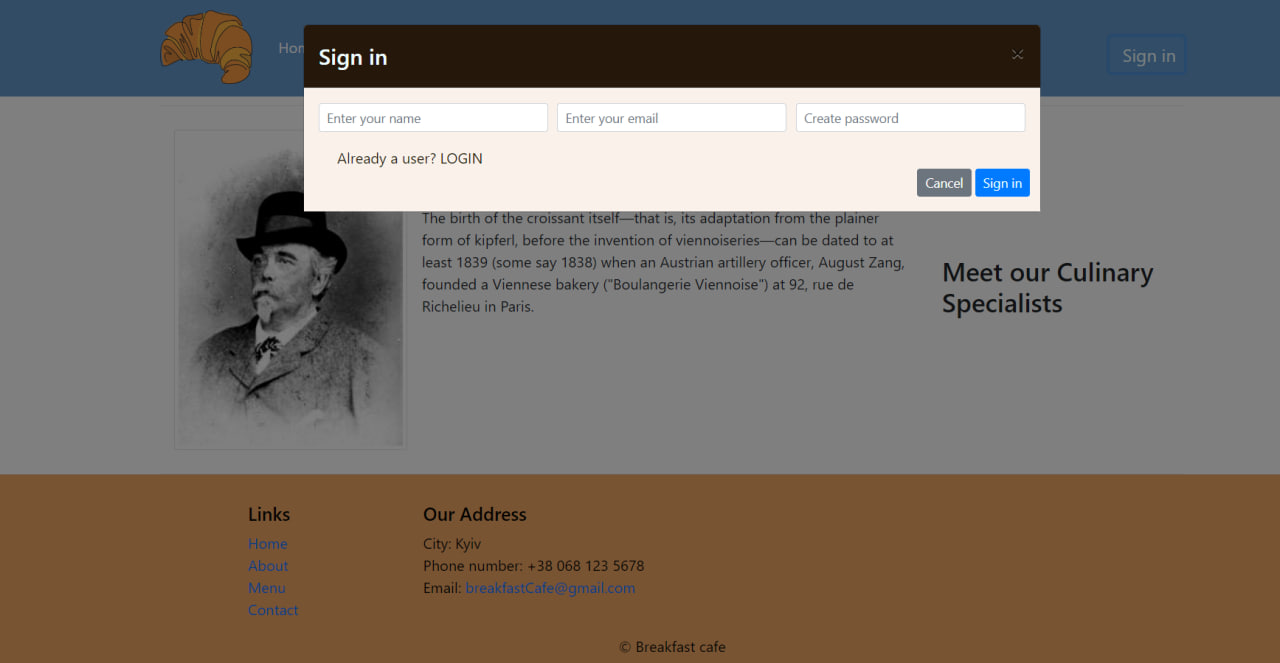 Sign in
×
Sign in
Enter your name
Enter your email
Create password
Already a user? LOGIN
Cancel
Sign in
The birth of the croissant itself—that is, its adaptation from the plainer
form of kipferl, before the invention of viennoiseries—can be dated to at
least 1839 (some say 1838) when an Austrian artillery officer, August Zang,
founded a Viennese bakery ("Boulangerie Viennoise") at 92, rue de
Richelieu in Paris.
Meet our Culinary
Specialists
Links
Home
About
Menu
Contact
Our Address
City: Kyiv
Phone number: +38 068 123 5678
Email: breakfastCafe@gmail.com
© Breakfast cafe